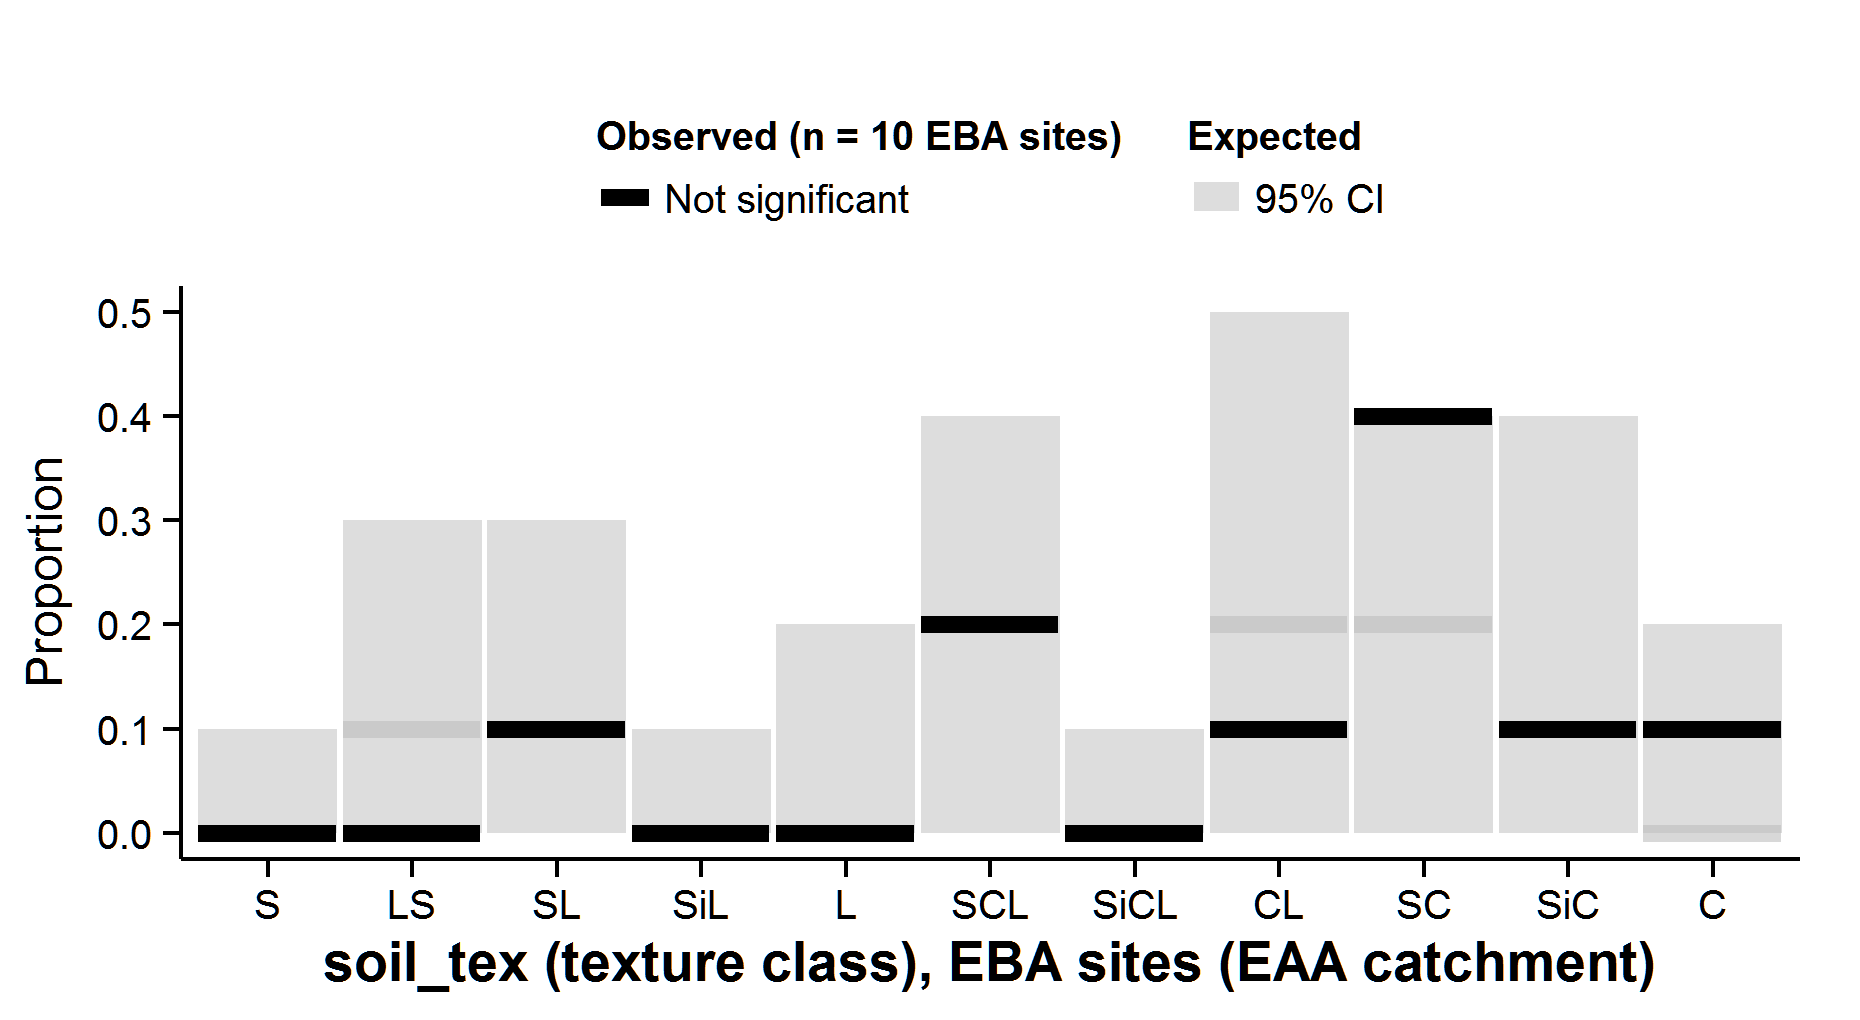 Observed (n = 10 EBA sites) Expected
Not significant 95% CI
0.5
0.4
0.3
0.2
0.1
0.0
Proportion
S LS SL SiL L SCL SiCL CL SC SiC C
soil_tex (texture class), EBA sites (EAA catchment)